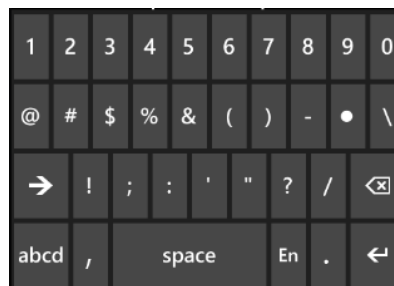 1 2 3 4 5 6 7 8 9 0
@ # $ % & ( ) - ● \
→ ! ; : ' " ? / ⌫
abcd , space En . ↵